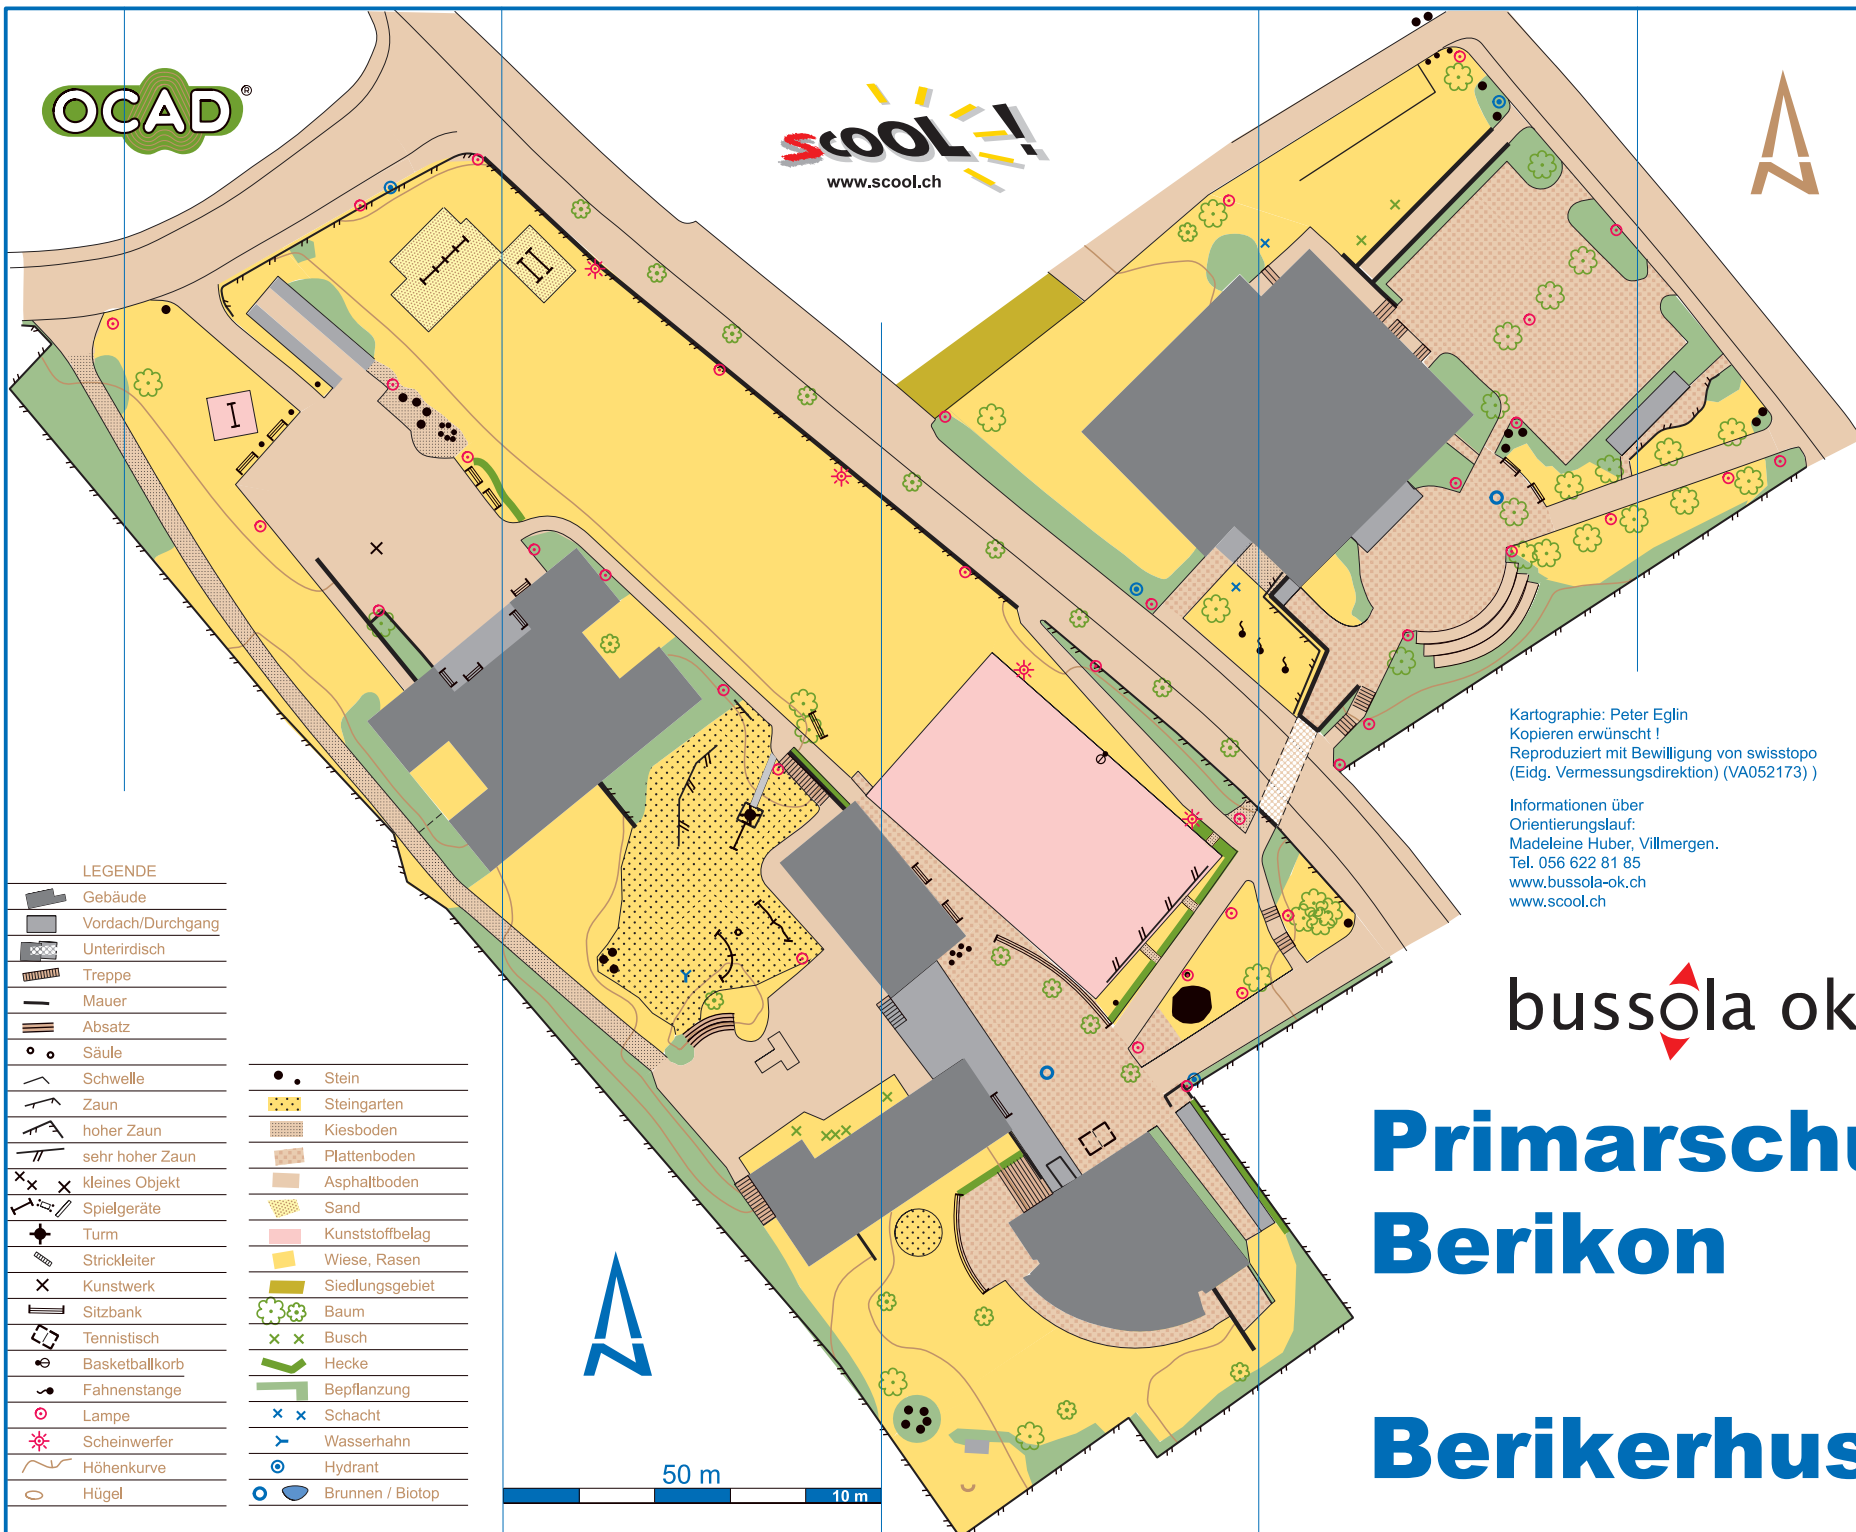 OCAD ®
scool !
www.scool.ch
Kartographie: Peter Eglin
Kopieren erwünscht !
Reproduziert mit Bewilligung von swisstopo
(Eidg. Vermessungsdirektion) (VA052173) )
Informationen über
Orientierungslauf:
Madeleine Huber, Villmergen.
Tel. 056 622 81 85
www.bussola-ok.ch
www.scool.ch
bussola ok
Primarschu
Berikon
Berikerhus
LEGENDE
Gebäude
Vordach/Durchgang
Unterirdisch
Treppe
Mauer
Absatz
Säule
Schwelle
Zaun
hoher Zaun
sehr hoher Zaun
kleines Objekt
Spielgeräte
Turm
Strickleiter
Kunstwerk
Sitzbank
Tennistisch
Basketballkorb
Fahnenstange
Lampe
Scheinwerfer
Höhenkurve
Hügel
Stein
Steingarten
Kiesboden
Plattenboden
Asphaltboden
Sand
Kunststoffbelag
Wiese, Rasen
Siedlungsgebiet
Baum
Busch
Hecke
Bepflanzung
Schacht
Wasserhahn
Hydrant
Brunnen / Biotop
50 m
10 m